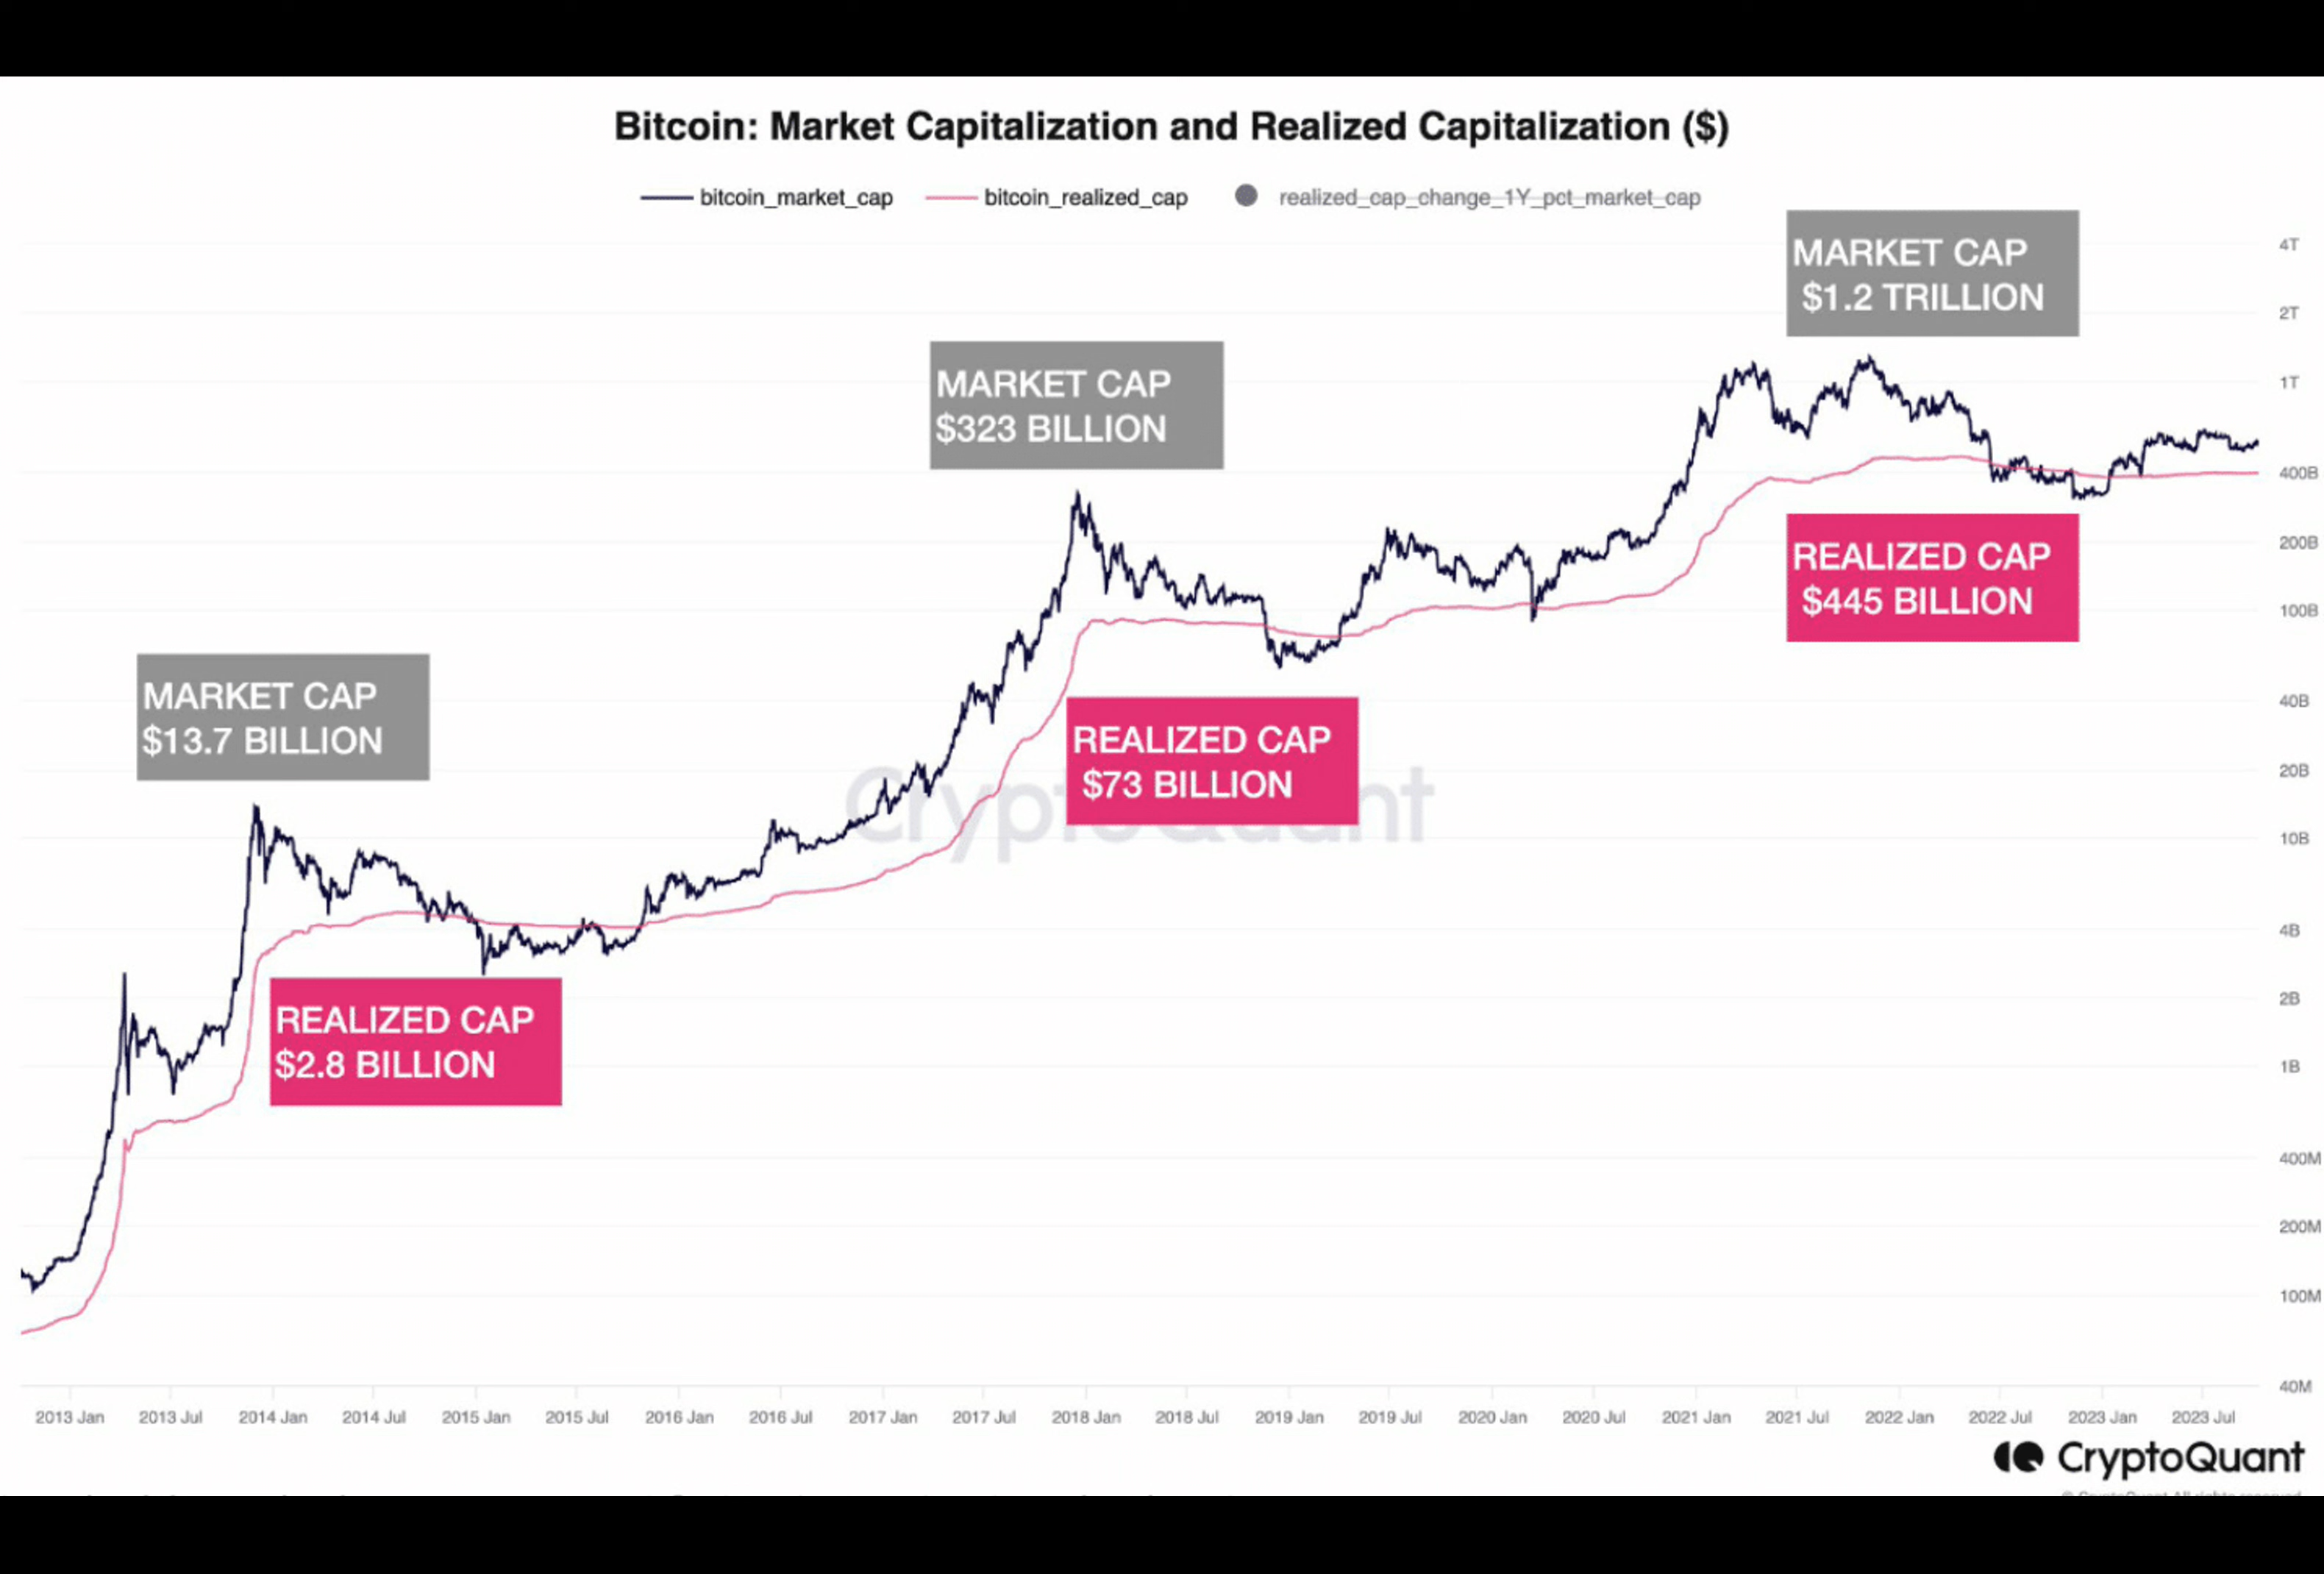 Bitcoin: Market Capitalization and Realized Capitalization ($)
bitcoin_market_cap bitcoin_realized_cap realized_cap_change_1Y_pct_market_cap
MARKET CAP
$1.2 TRILLION
MARKET CAP
$323 BILLION
MARKET CAP
$13.7 BILLION
REALIZED CAP
$445 BILLION
REALIZED CAP
$73 BILLION
REALIZED CAP
$2.8 BILLION
4T
2T
1T
400B
200B
100B
40B
20B
10B
4B
2B
1B
400M
200M
100M
40M
2013 Jan 2013 Jul 2014 Jan 2014 Jul 2015 Jan 2015 Jul 2016 Jan 2016 Jul 2017 Jan 2017 Jul 2018 Jan 2018 Jul 2019 Jan 2019 Jul 2020 Jan 2020 Jul 2021 Jan 2021 Jul 2022 Jan 2022 Jul 2023 Jan 2023 Jul
CryptoQuant